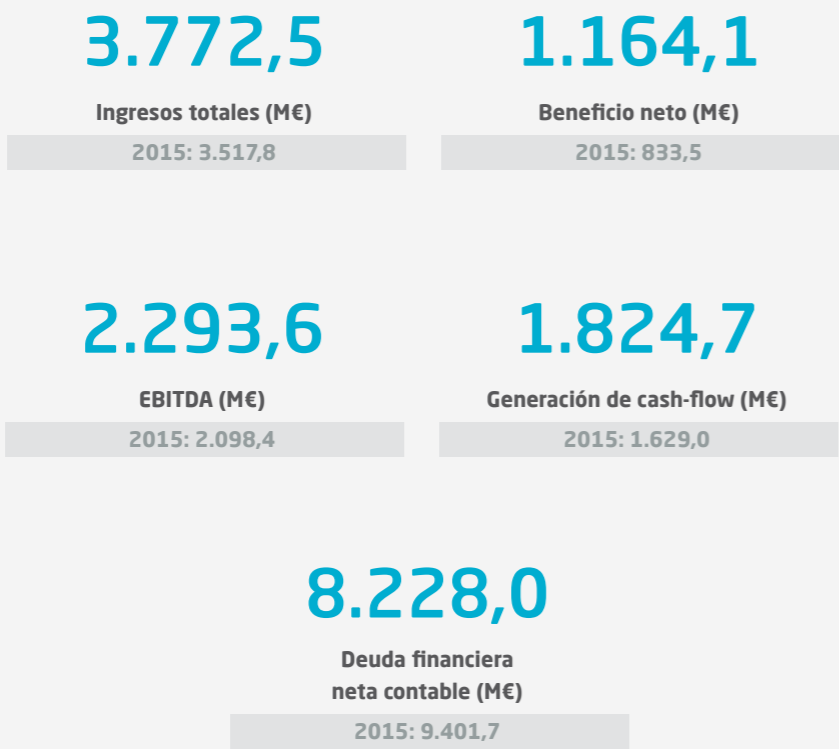 3.772,5
Ingresos totales (M€)
2015: 3.517,8
1.164,1
Beneficio neto (M€)
2015: 833,5
2.293,6
EBITDA (M€)
2015: 2.098,4
1.824,7
Generación de cash-flow (M€)
2015: 1.629,0
8.228,0
Deuda financiera
neta contable (M€)
2015: 9.401,7